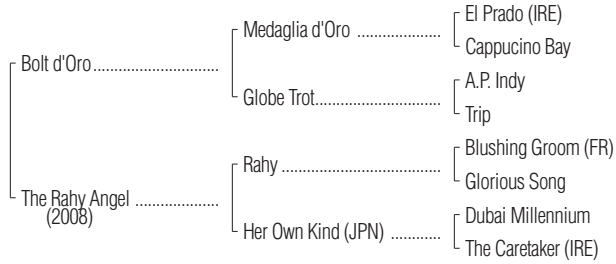 El Prado (IRE)
Medaglia d'Oro ..................
Cappucino Bay
Bolt d'Oro...........................
A.P. Indy
Globe Trot...........................
Trip
Blushing Groom (FR)
Rahy ..................................
Glorious Song
The Rahy Angel ..................
(2008)
Dubai Millennium
Her Own Kind (JPN) ...........
The Caretaker (IRE)